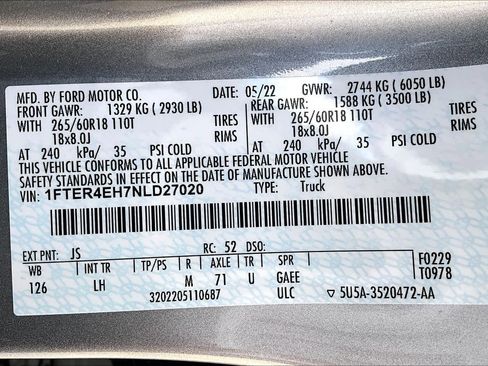 MFD. BY FORD MOTOR CO. DATE: 05/22 GVWR: 2744 KG ( 6050 LB)
FRONT GAWR: 1329 KG ( 2930 LB) REAR GAWR: 1588 KG ( 3500 LB)
WITH 265/60R18 110T TIRES WITH 265/60R18 110T TIRES
18x8.0J RIMS 18x8.0J RIMS
AT 240 kPa/ 35 PSI COLD AT 240 kPa/ 35 PSI COLD
THIS VEHICLE CONFORMS TO ALL APPLICABLE FEDERAL MOTOR VEHICLE
SAFETY STANDARDS IN EFFECT ON THE DATE OF MANUFACTURE SHOWN ABOVE.
VIN: 1FTER4EH7NLD27020 TYPE: Truck
EXT PNT: JS RC: 52 DSO:
WB INT TR TP/PS R AXLE TR SPR F0229
126 LH M 71 U GAEE T0978
3202205110687 ULC ▽ 5U5A-3520472-AA